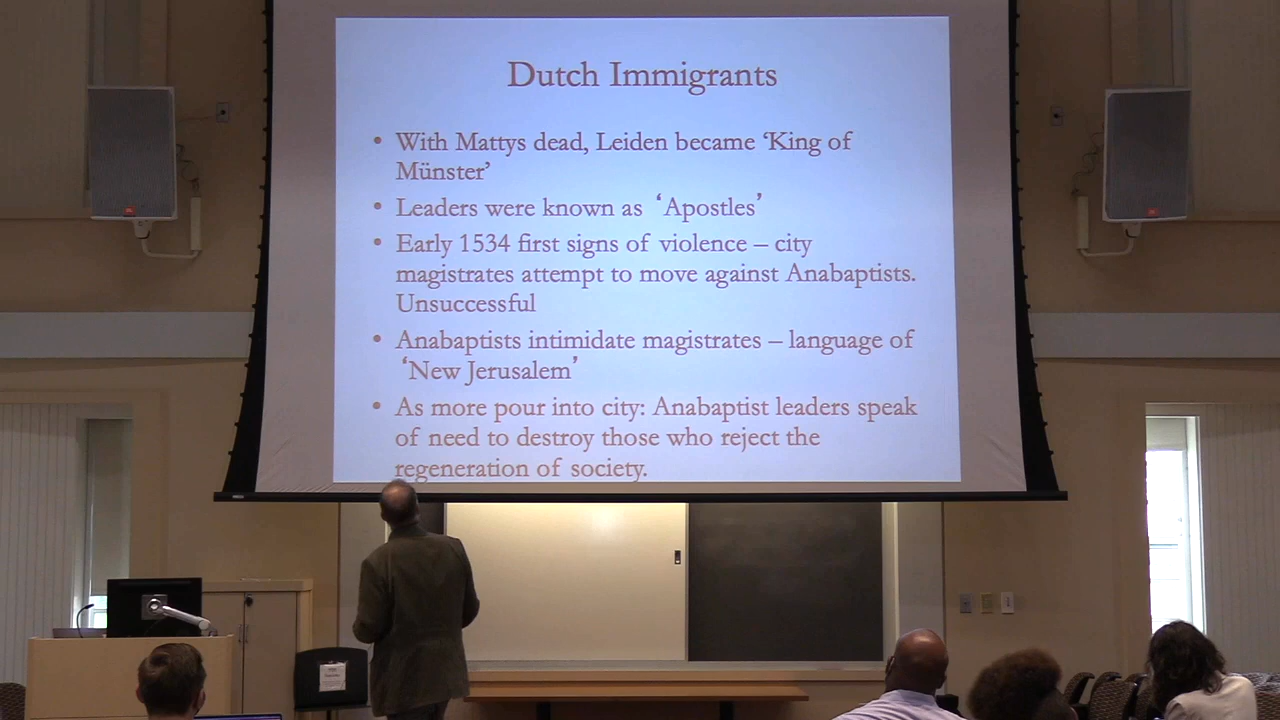 Dutch Immigrants
• With Mattys dead, Leiden became ‘King of
Münster’
• Leaders were known as ‘Apostles’
• Early 1534 first signs of violence – city
magistrates attempt to move against Anabaptists.
Unsuccessful
• Anabaptists intimidate magistrates – language of
‘New Jerusalem’
• As more pour into city: Anabaptist leaders speak
of need to destroy those who reject the
regeneration of society.